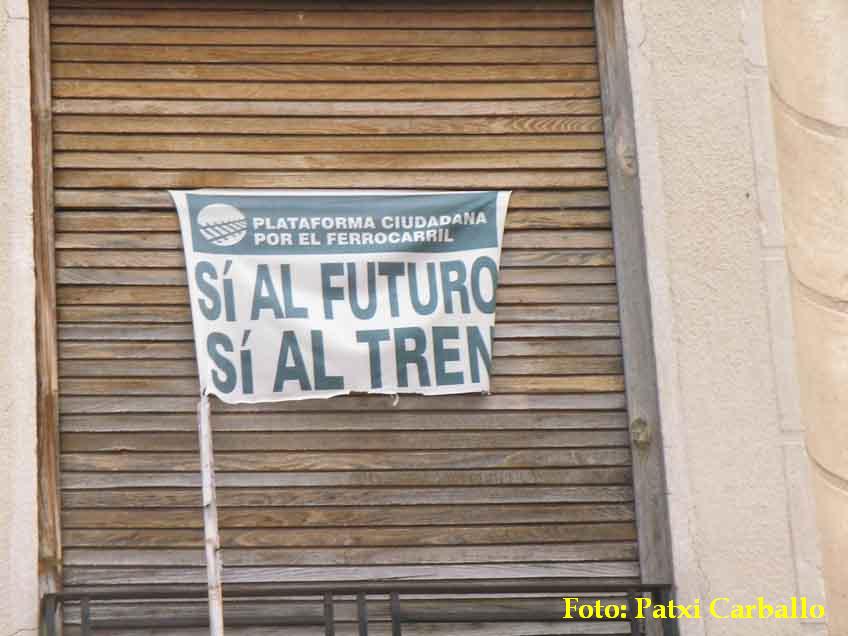 PLATAFORMA CIUDADANA
POR EL FERROCARRIL
Sí AL FUTURO
Sí AL TREN
Foto: Patxi Carballo